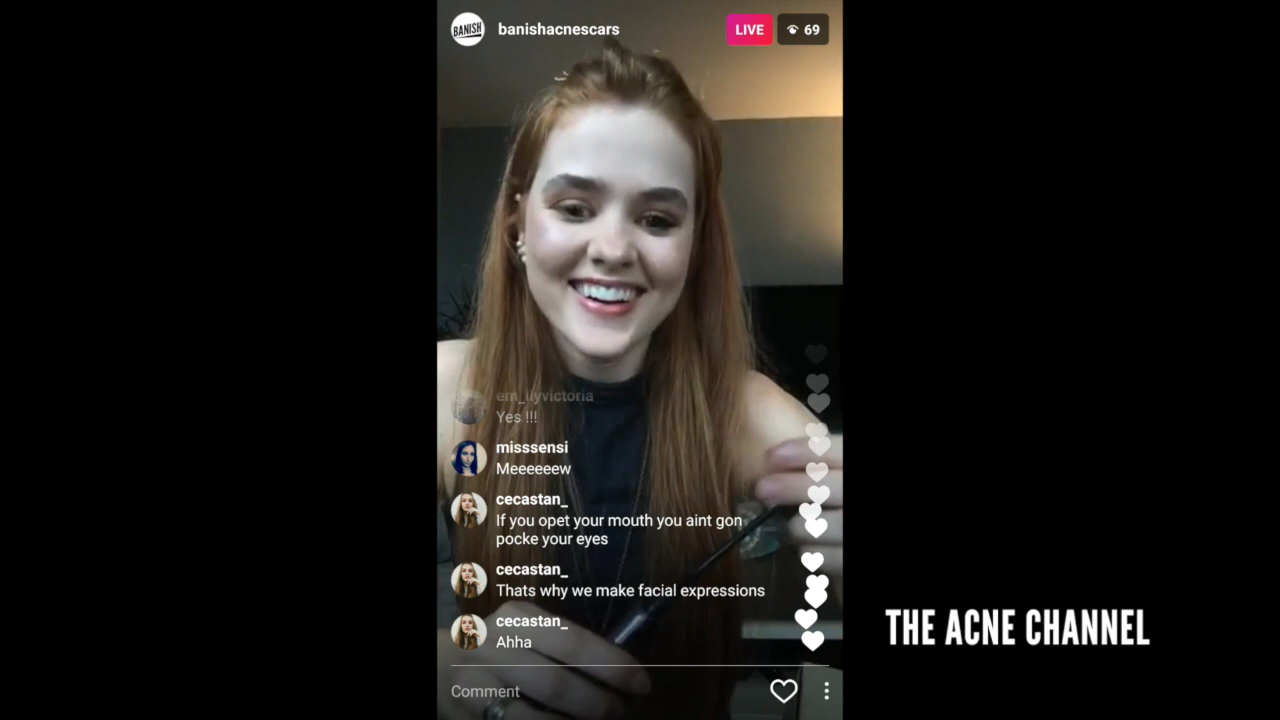 BANISH
banishacnescars
LIVE
69
em_ilyvictoria
Yes !!!
misssensi
Meeeeeew
cecastan_
If you opet your mouth you aint gon
pocke your eyes
cecastan_
Thats why we make facial expressions
cecastan_
Ahha
THE ACNE CHANNEL
Comment